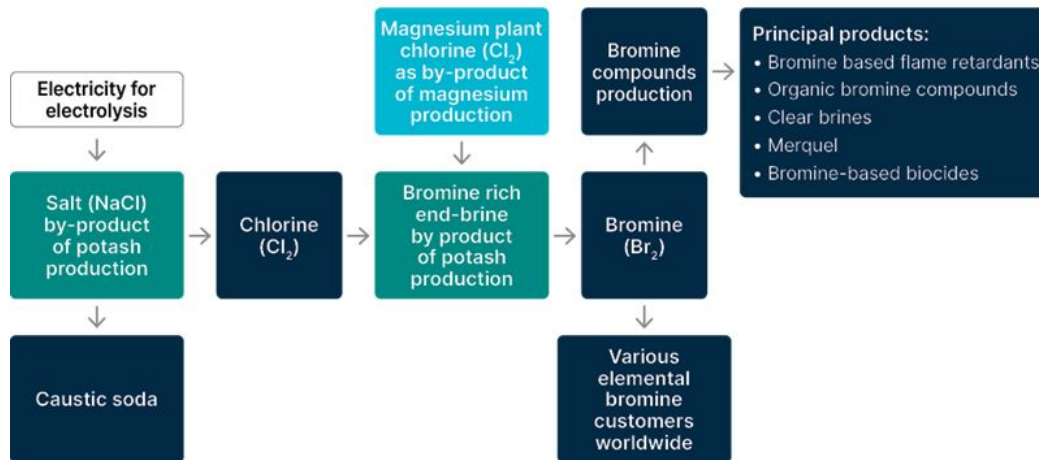 Electricity for
electrolysis
Salt (NaCl)
by-product
of potash
production
Caustic soda
Chlorine
(Cl₂)
Magnesium plant
chlorine (Cl₂)
as by-product
of magnesium
production
Bromine rich
end-brine
by product
of potash
production
Bromine
(Br₂)
Bromine
compounds
production
Various
elemental
bromine
customers
worldwide
Principal products:
• Bromine based flame retardants
• Organic bromine compounds
• Clear brines
• Merquel
• Bromine-based biocides